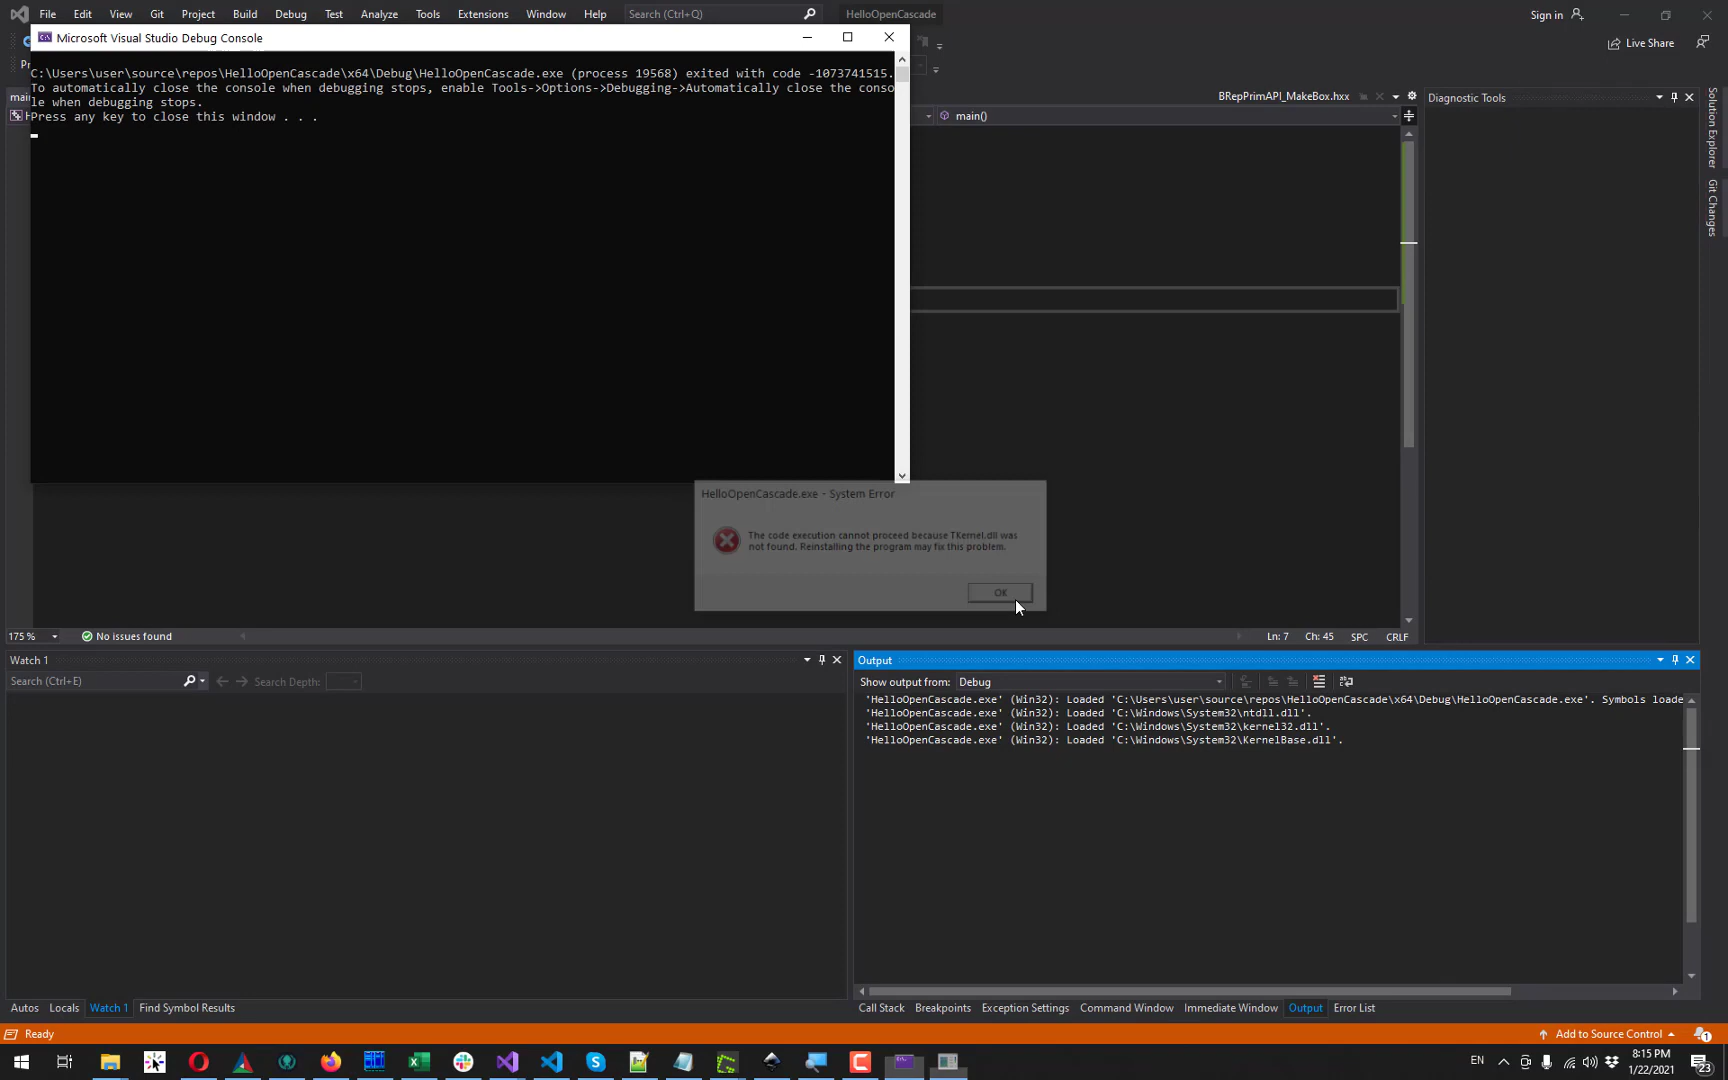 File Edit View Git Project Build Debug Test Analyze Tools Extensions Window Help Search (Ctrl+Q) HelloOpenCascade Sign in
Microsoft Visual Studio Debug Console
Live Share
C:\Users\user\source\repos\HelloOpenCascade\x64\Debug\HelloOpenCascade.exe (process 19568) exited with code -1073741515.
To automatically close the console when debugging stops, enable Tools->Options->Debugging->Automatically close the conso
le when debugging stops.
Press any key to close this window . . .
BRepPrimAPI_MakeBox.hxx
main()
Diagnostic Tools
Solution Explorer
Git Changes
HelloOpenCascade.exe - System Error
The code execution cannot proceed because TKernel.dll was
not found. Reinstalling the program may fix this problem.
OK
175 % No issues found Ln: 7 Ch: 45 SPC CRLF
Watch 1
Search (Ctrl+E) Search Depth:
Output
Show output from: Debug
'HelloOpenCascade.exe' (Win32): Loaded 'C:\Users\user\source\repos\HelloOpenCascade\x64\Debug\HelloOpenCascade.exe'. Symbols loade
'HelloOpenCascade.exe' (Win32): Loaded 'C:\Windows\System32\ntdll.dll'.
'HelloOpenCascade.exe' (Win32): Loaded 'C:\Windows\System32\kernel32.dll'.
'HelloOpenCascade.exe' (Win32): Loaded 'C:\Windows\System32\KernelBase.dll'.
Autos Locals Watch 1 Find Symbol Results
Call Stack Breakpoints Exception Settings Command Window Immediate Window Output Error List
Ready
Add to Source Control
1
EN
8:15 PM
1/22/2021
23